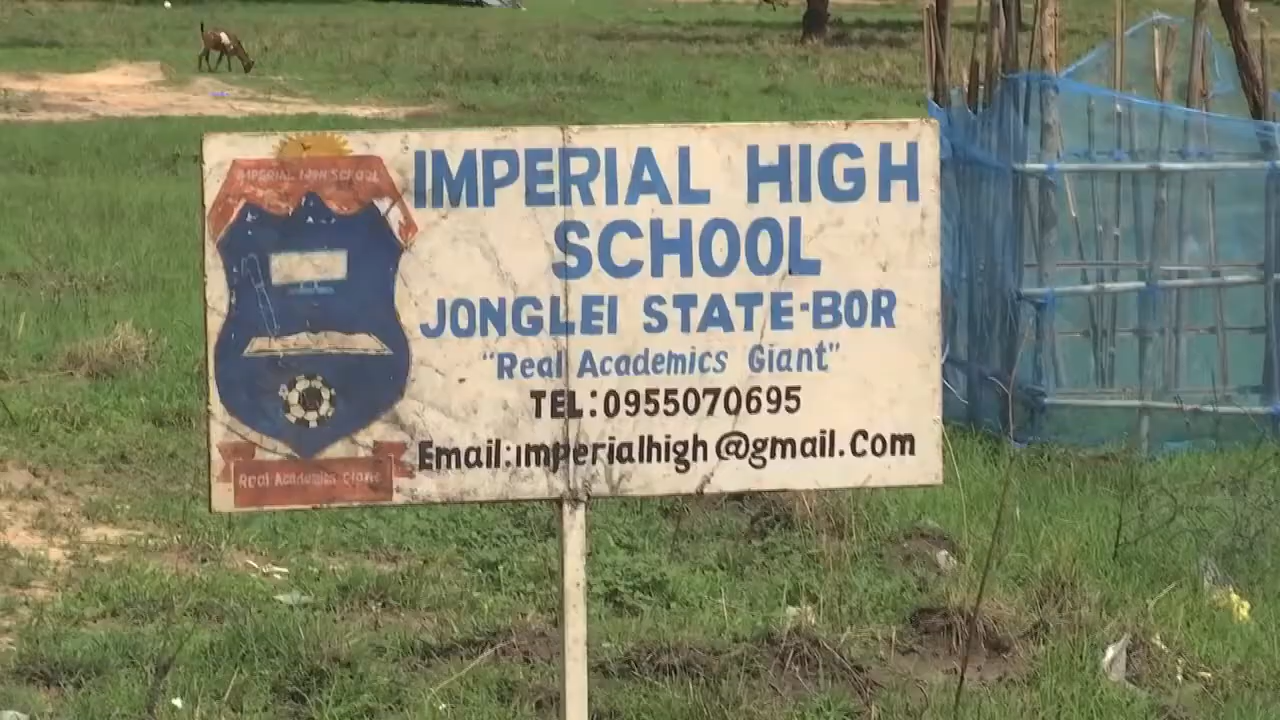 IMPERIAL HIGH SCHOOL
IMPERIAL HIGH
SCHOOL
JONGLEI STATE-BOR
"Real Academics Giant"
TEL:0955070695
Email:imperialhigh@gmail.Com
Real Academics Giant